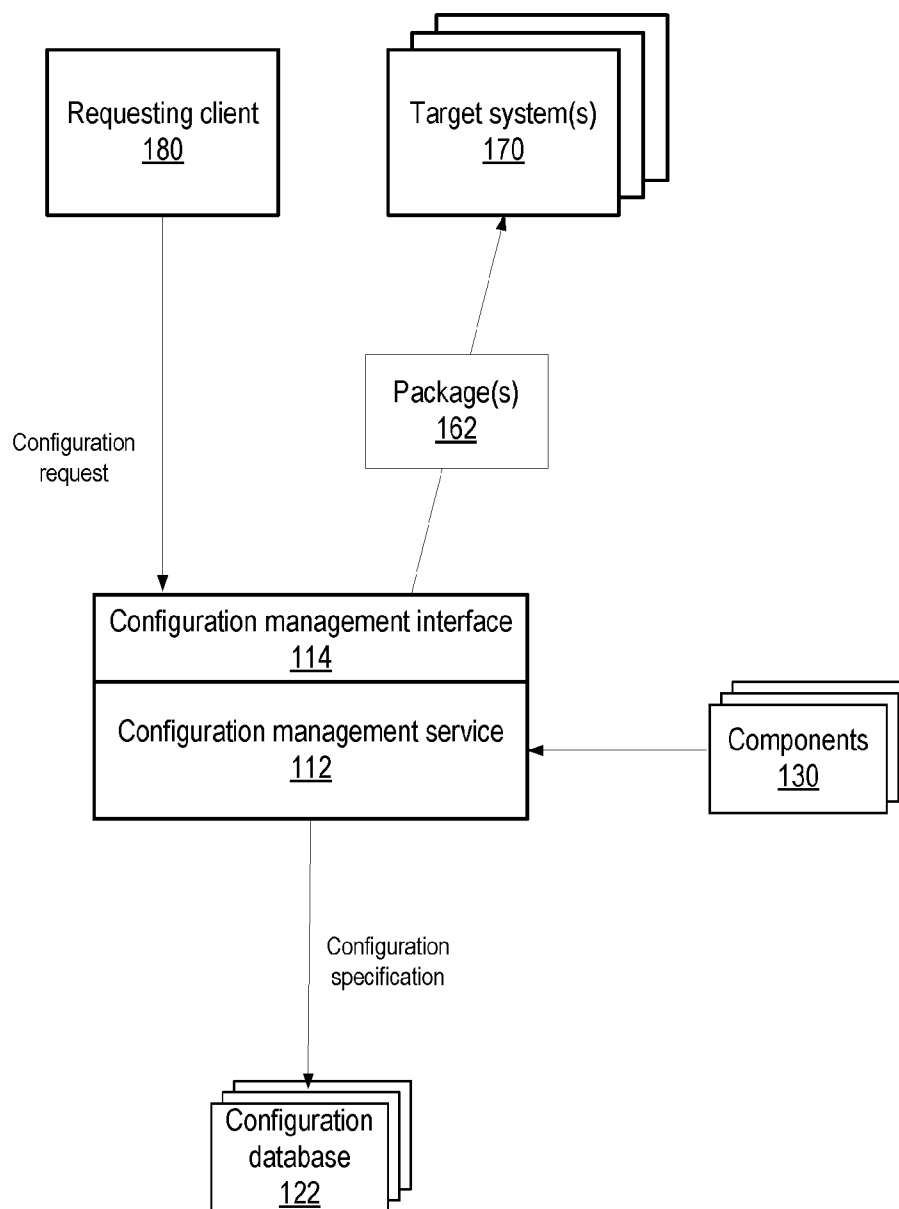 Requesting client
180
Target system(s)
170
Package(s)
162
Configuration
request
Configuration management interface
114
Configuration management service
112
Components
130
Configuration
specification
Configuration
database
122